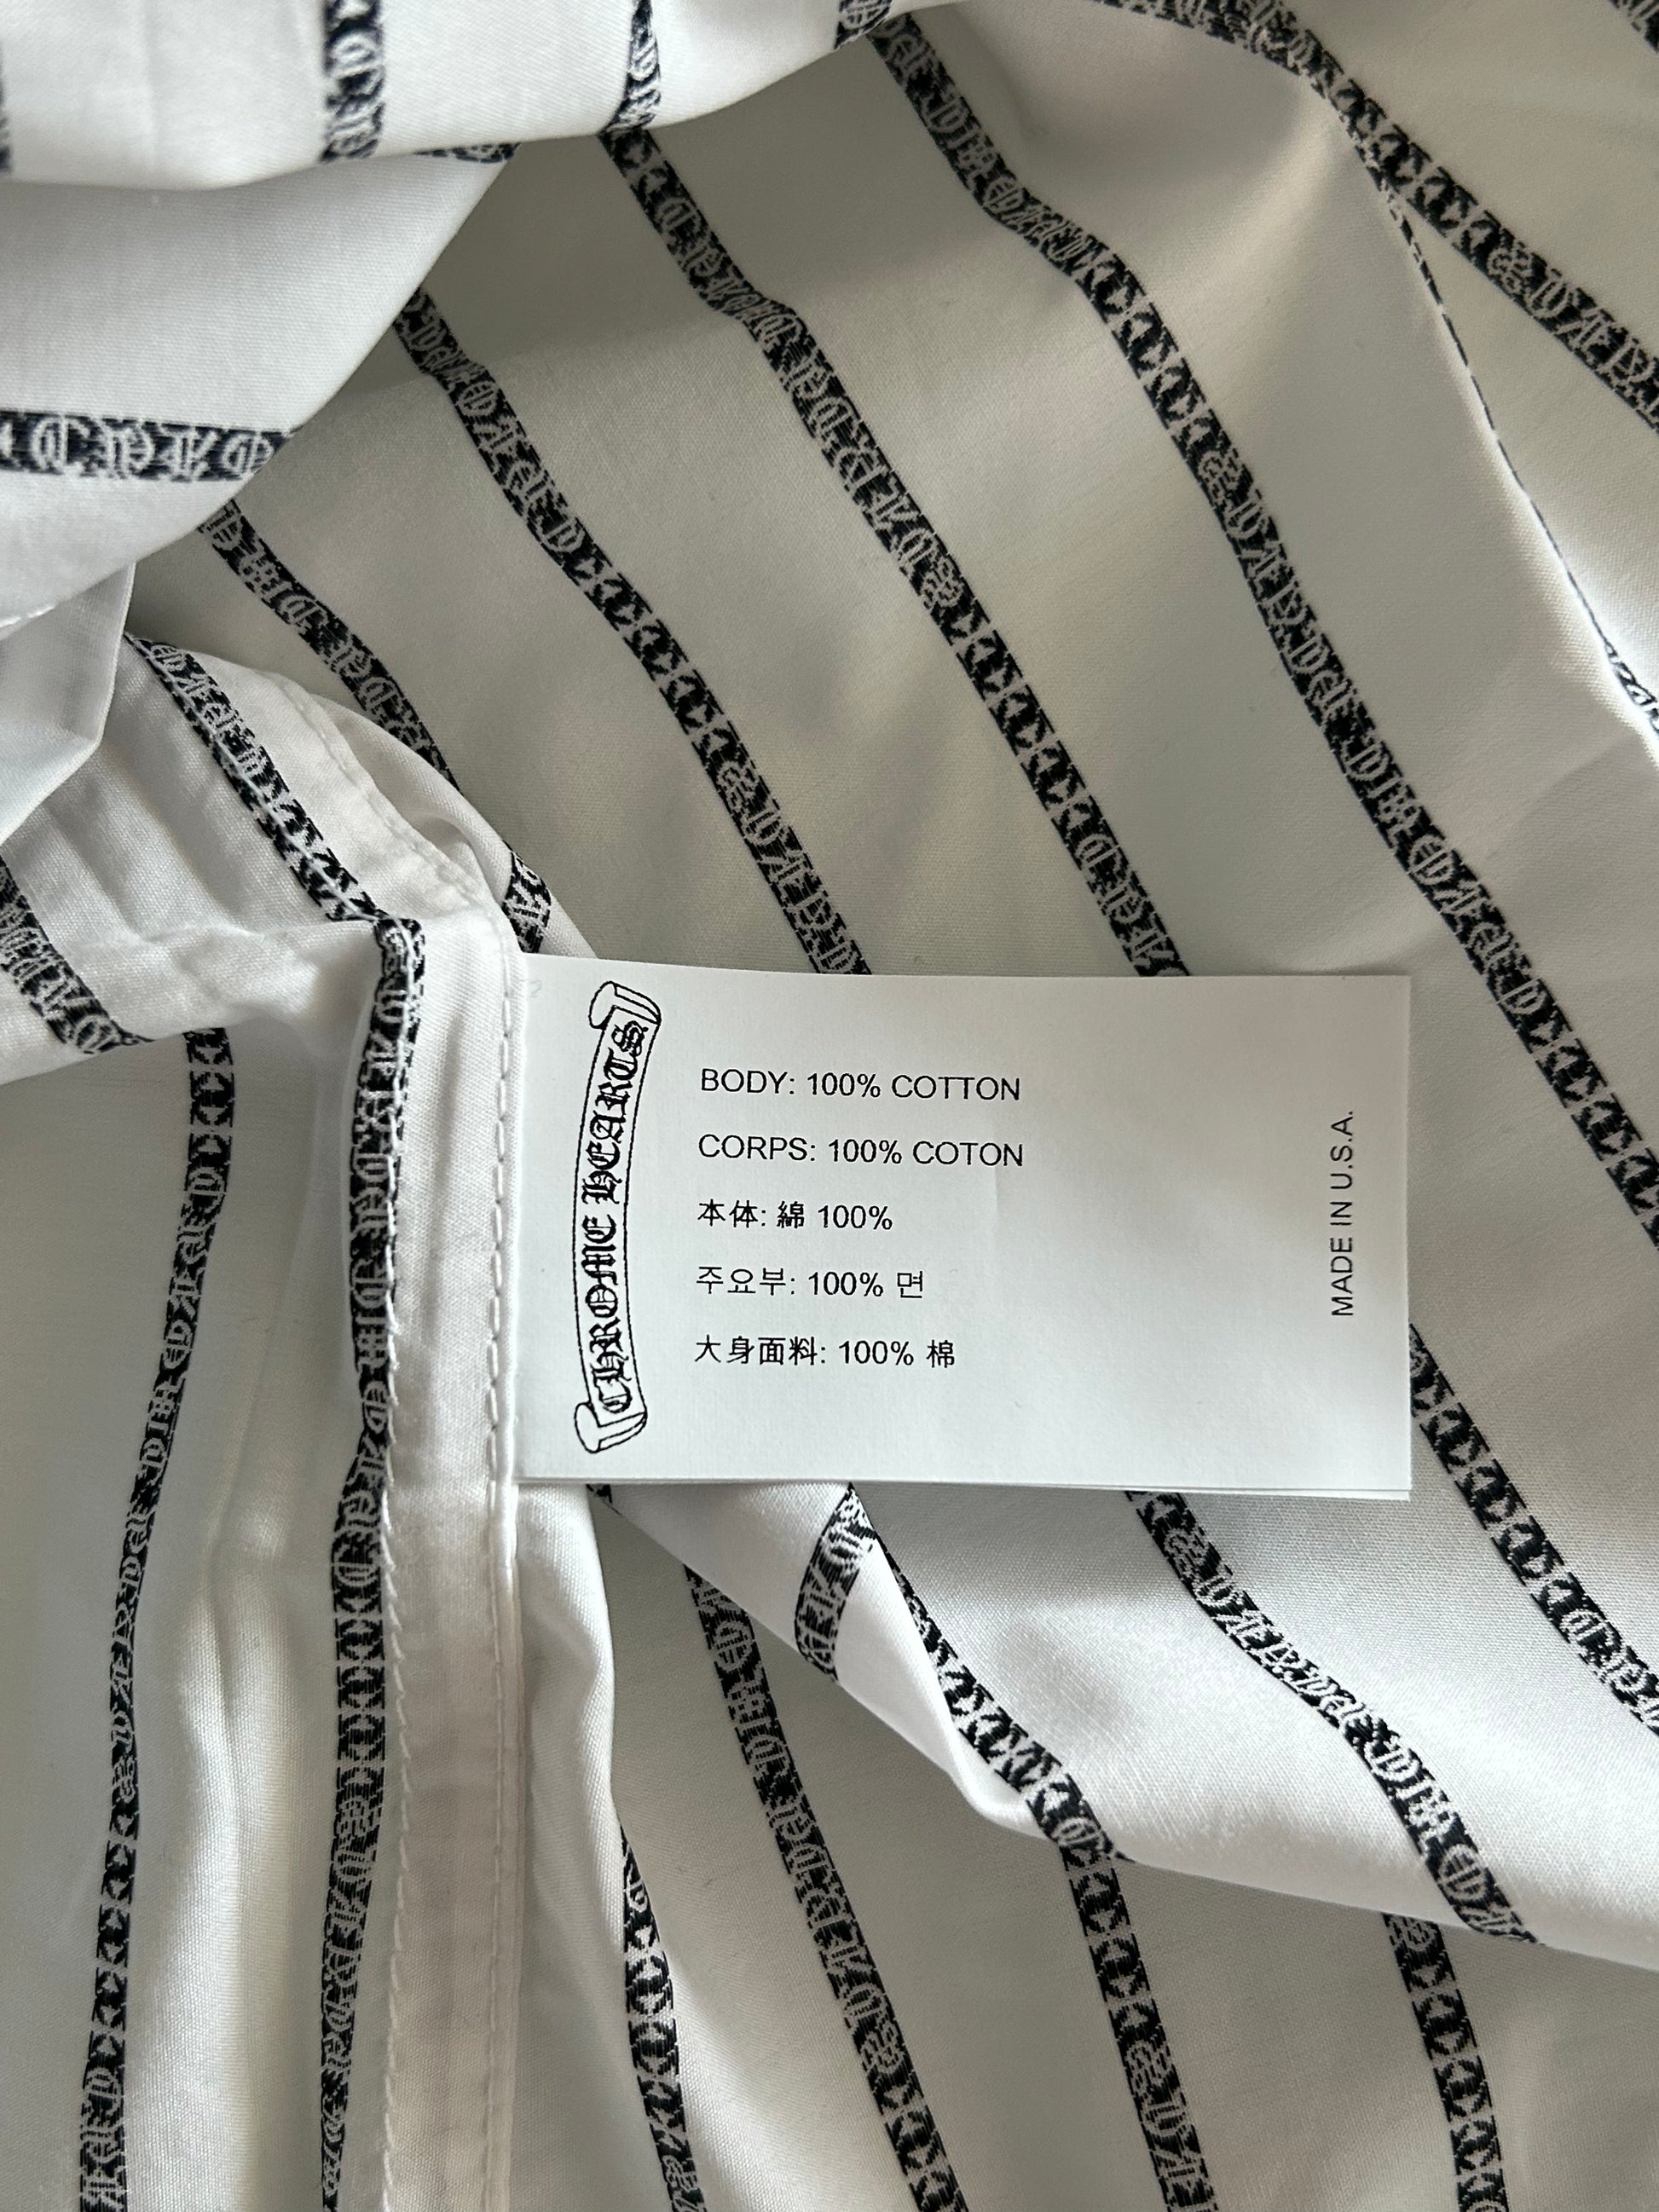 CHROME HEARTS
BODY: 100% COTTON
CORPS: 100% COTON
本体: 綿 100%
주요부: 100% 면
大身面料: 100% 棉
MADE IN U.S.A.